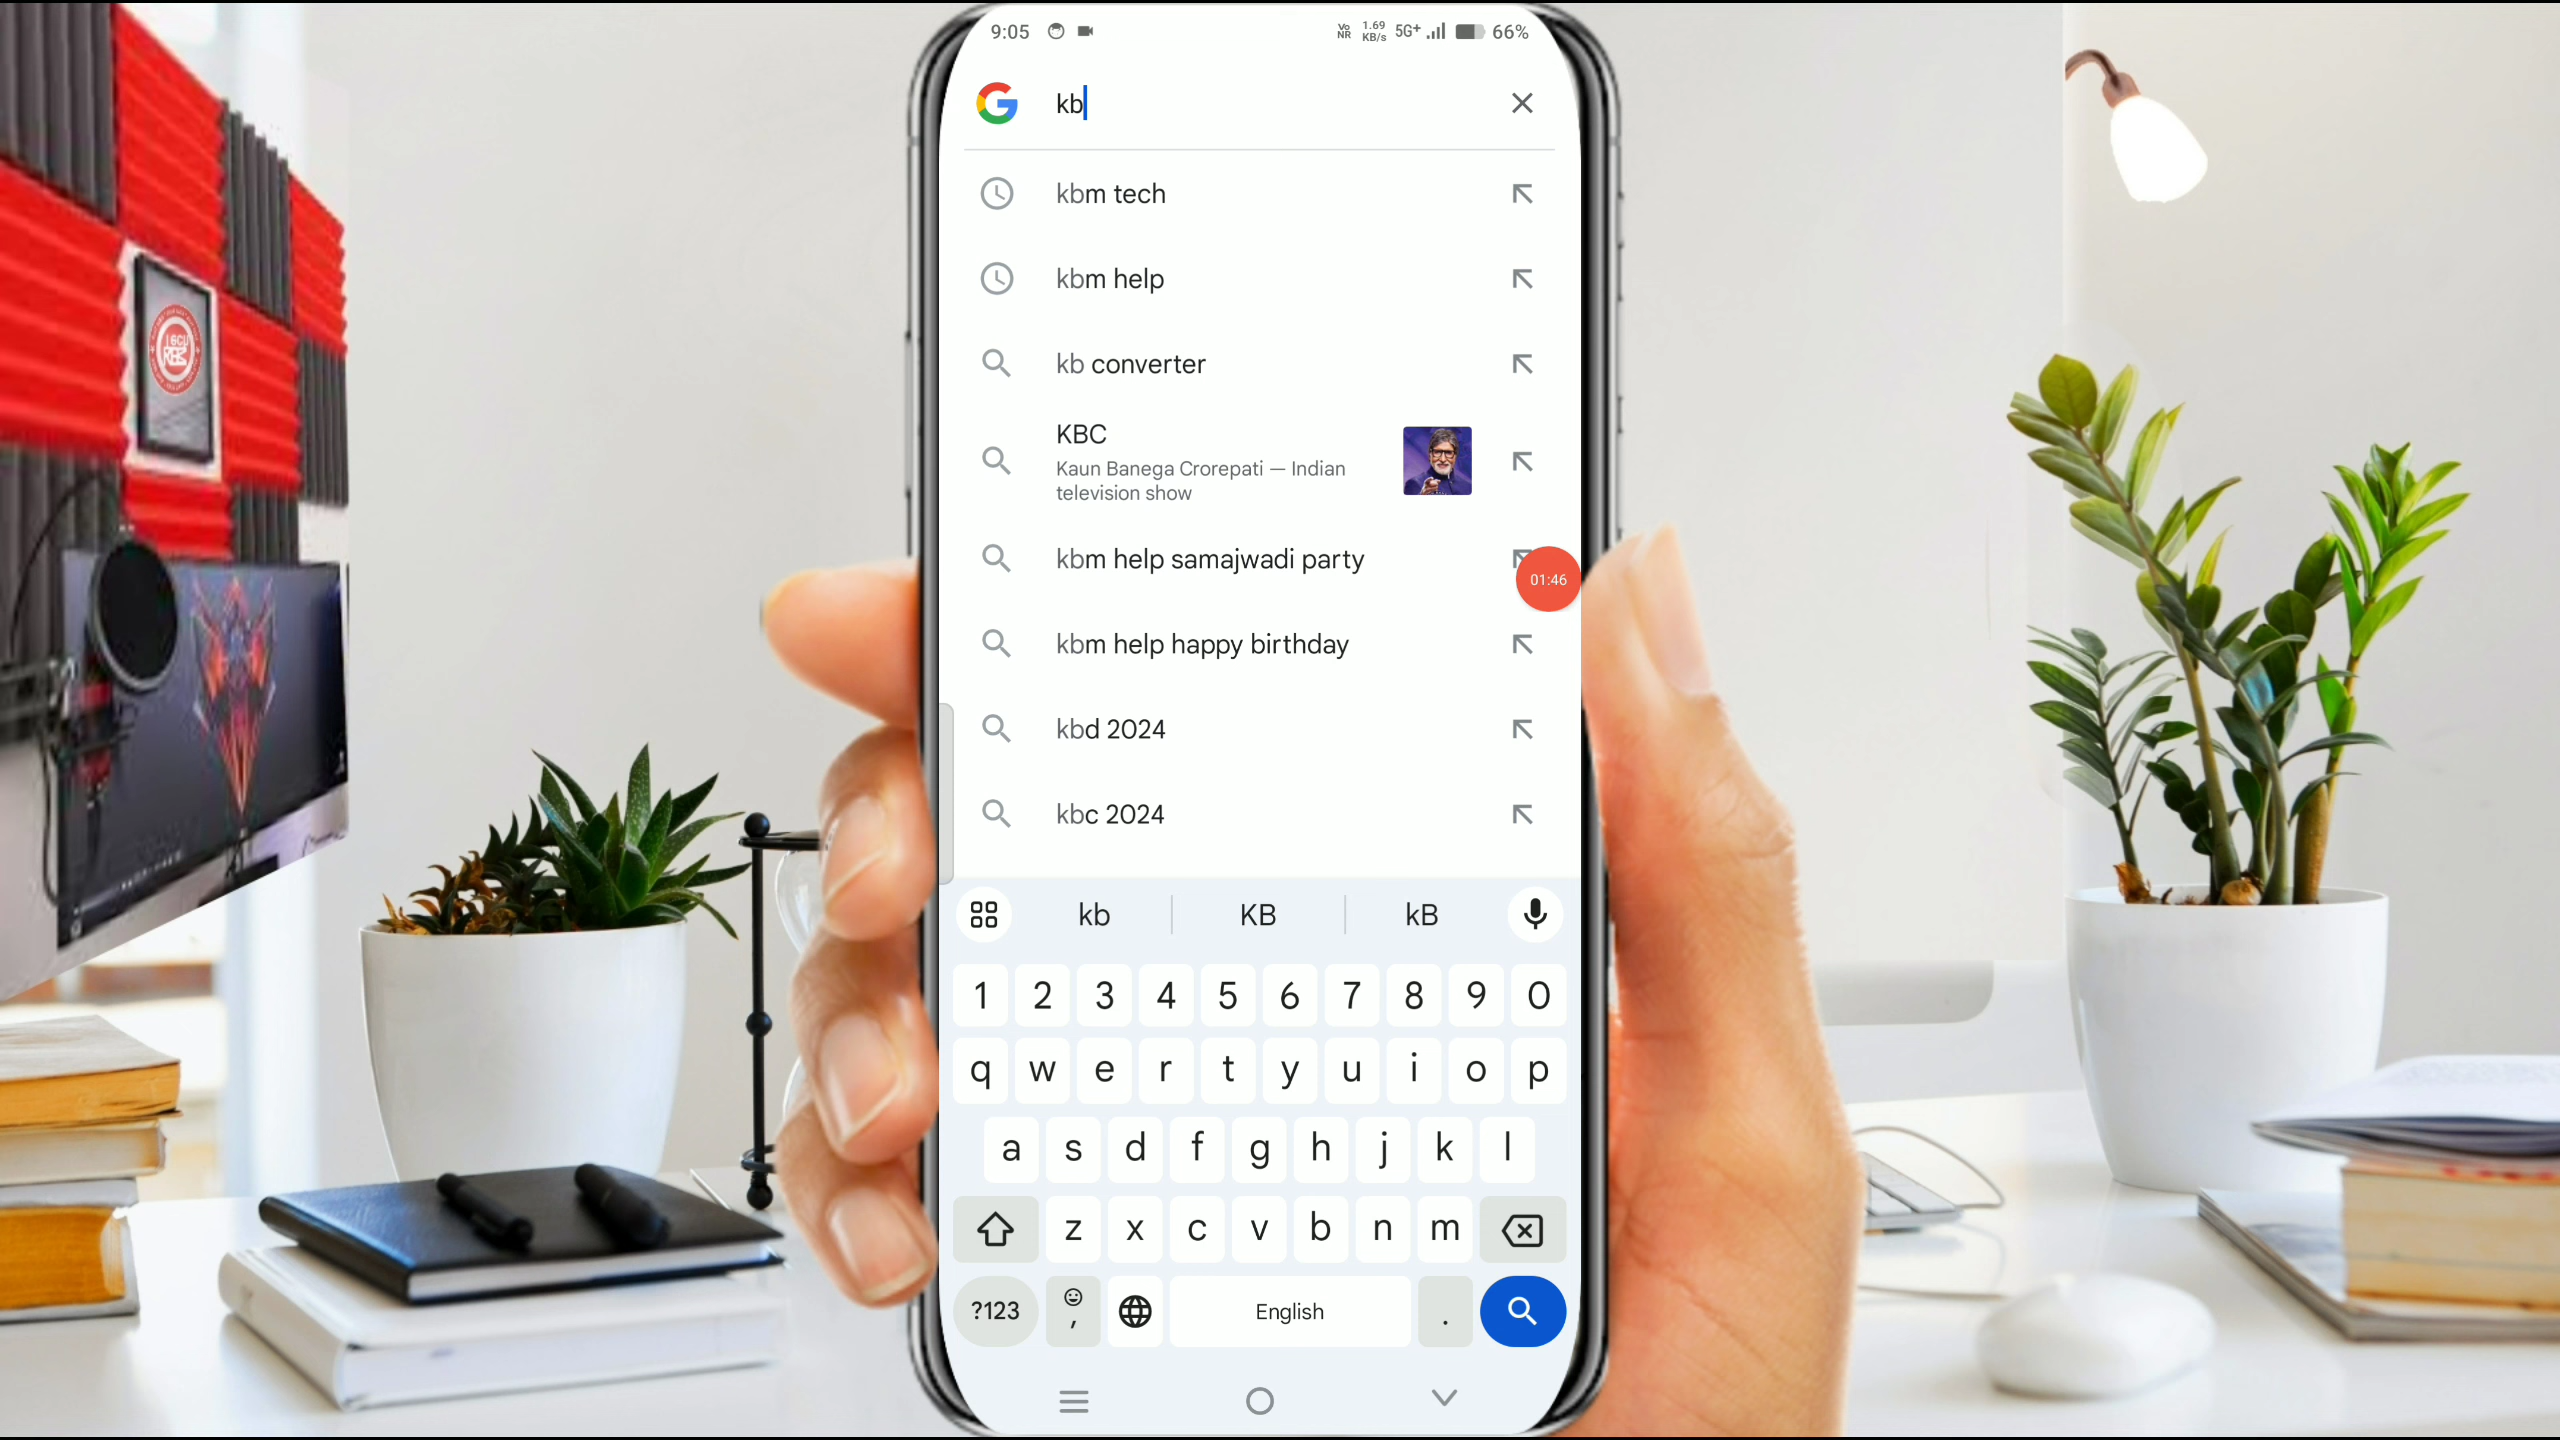 9:05
Vo
NR
1.69
KB/s
5G+
66%
kb
kbm tech
kbm help
kb converter
KBC
Kaun Banega Crorepati — Indian
television show
kbm help samajwadi party
01:46
kbm help happy birthday
kbd 2024
kbc 2024
kb KB kB
1 2 3 4 5 6 7 8 9 0
q w e r t y u i o p
a s d f g h j k l
z x c v b n m
?123 , English .